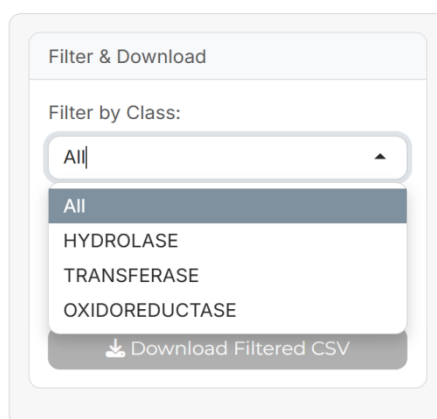 Filter & Download
Filter by Class:
All
All
HYDROLASE
TRANSFERASE
OXIDOREDUCTASE
Download Filtered CSV